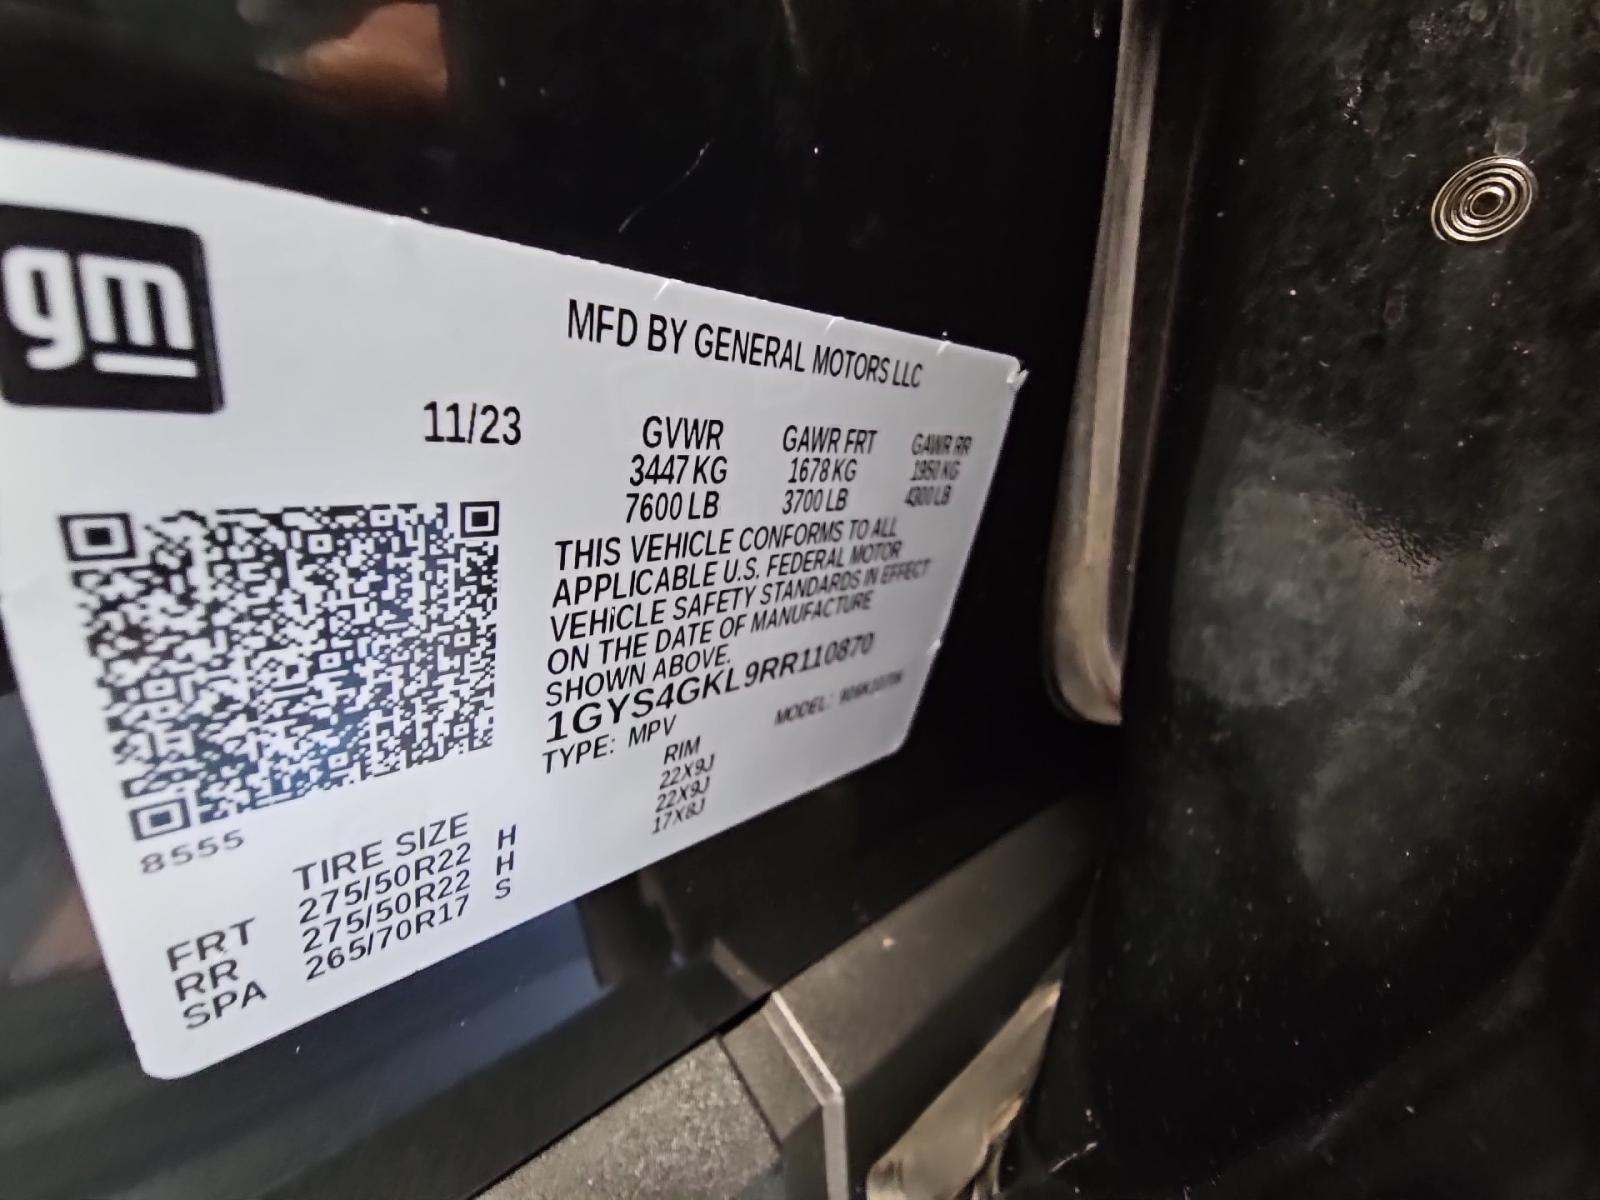 gm
MFD BY GENERAL MOTORS LLC
11/23
GVWR GAWR FRT GAWR RR
3447 KG 1678 KG 1950 KG
7600 LB 3700 LB 4300 LB
THIS VEHICLE CONFORMS TO ALL
APPLICABLE U.S. FEDERAL MOTOR
VEHICLE SAFETY STANDARDS IN EFFECT
ON THE DATE OF MANUFACTURE
SHOWN ABOVE.
1GYS4GKL9RR110870
TYPE: MPV MODEL:
8555
TIRE SIZE RIM
FRT 275/50R22 H 22X9J
RR 275/50R22 H 22X9J
SPA 265/70R17 S 17X8J